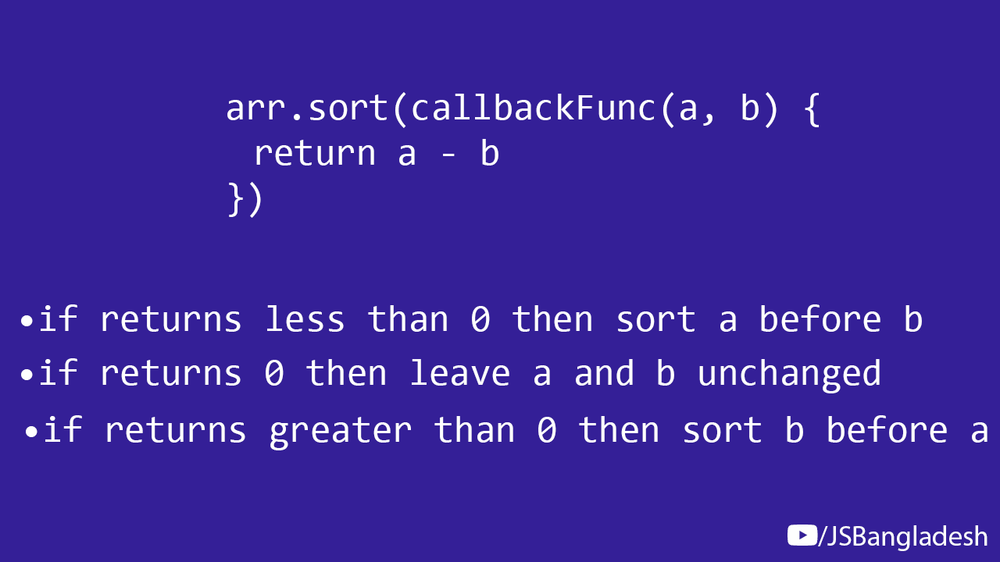 arr.sort(callbackFunc(a, b) {
return a - b
})
•if returns less than 0 then sort a before b
•if returns 0 then leave a and b unchanged
•if returns greater than 0 then sort b before a
/JSBangladesh